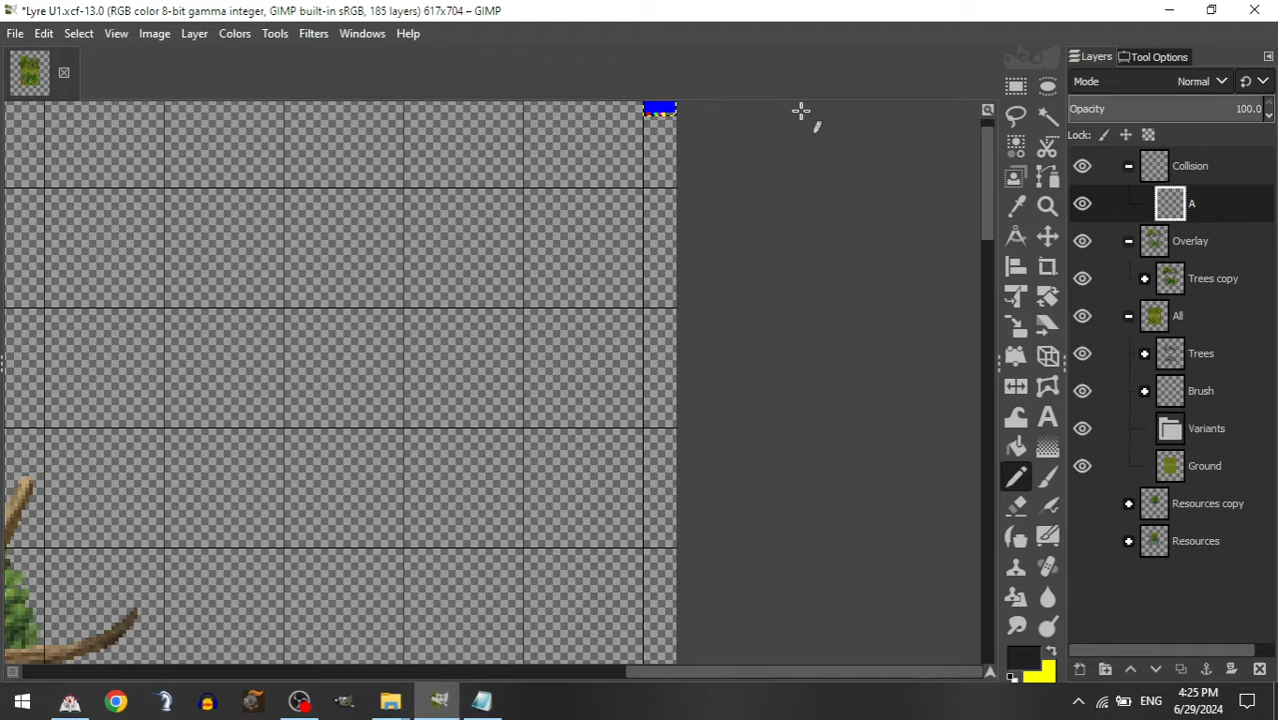 *Lyre U1.xcf-13.0 (RGB color 8-bit gamma integer, GIMP built-in sRGB, 185 layers) 617x704 – GIMP
File Edit Select View Image Layer Colors Tools Filters Windows Help
Layers Tool Options
Mode Normal
Opacity 100.0
Lock:
Collision
A
Overlay
Trees copy
All
Trees
Brush
Variants
Ground
Resources copy
Resources
ENG
4:25 PM
6/29/2024